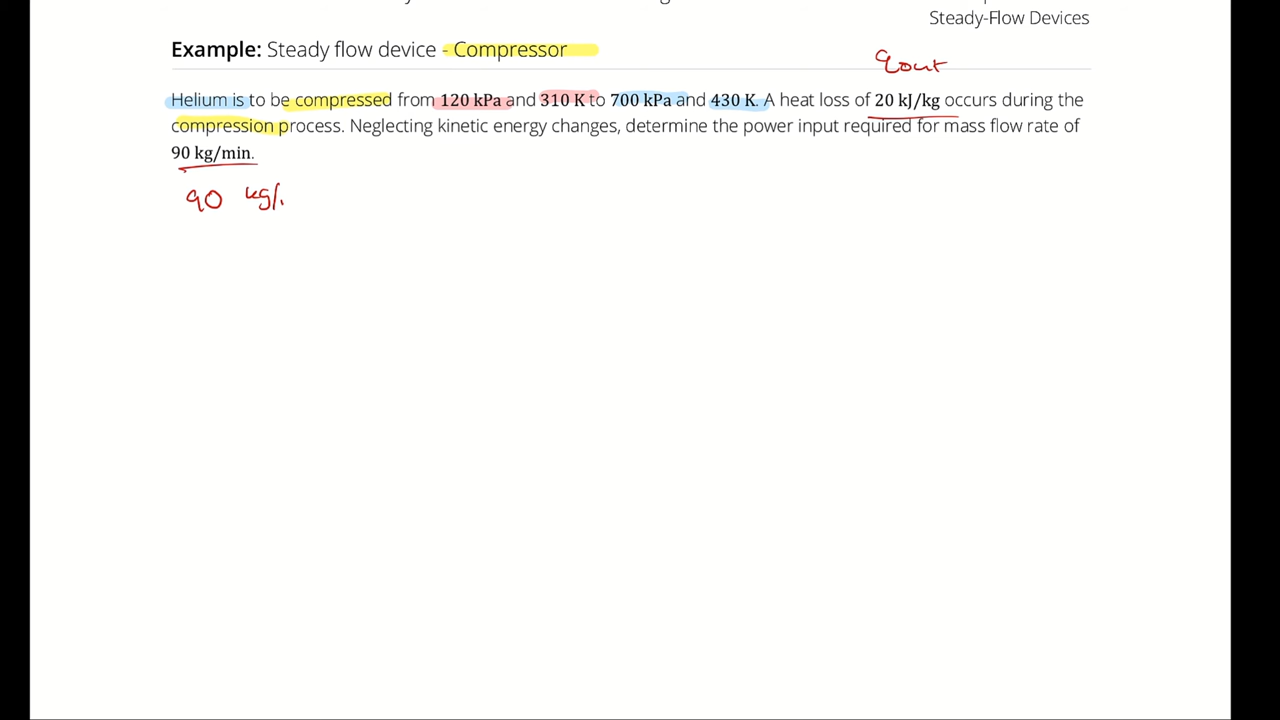 Steady-Flow Devices
Example: Steady flow device - Compressor
qout
Helium is to be compressed from 120 kPa and 310 K to 700 kPa and 430 K. A heat loss of 20 kJ/kg occurs during the
compression process. Neglecting kinetic energy changes, determine the power input required for mass flow rate of
90 kg/min.
90 kg/